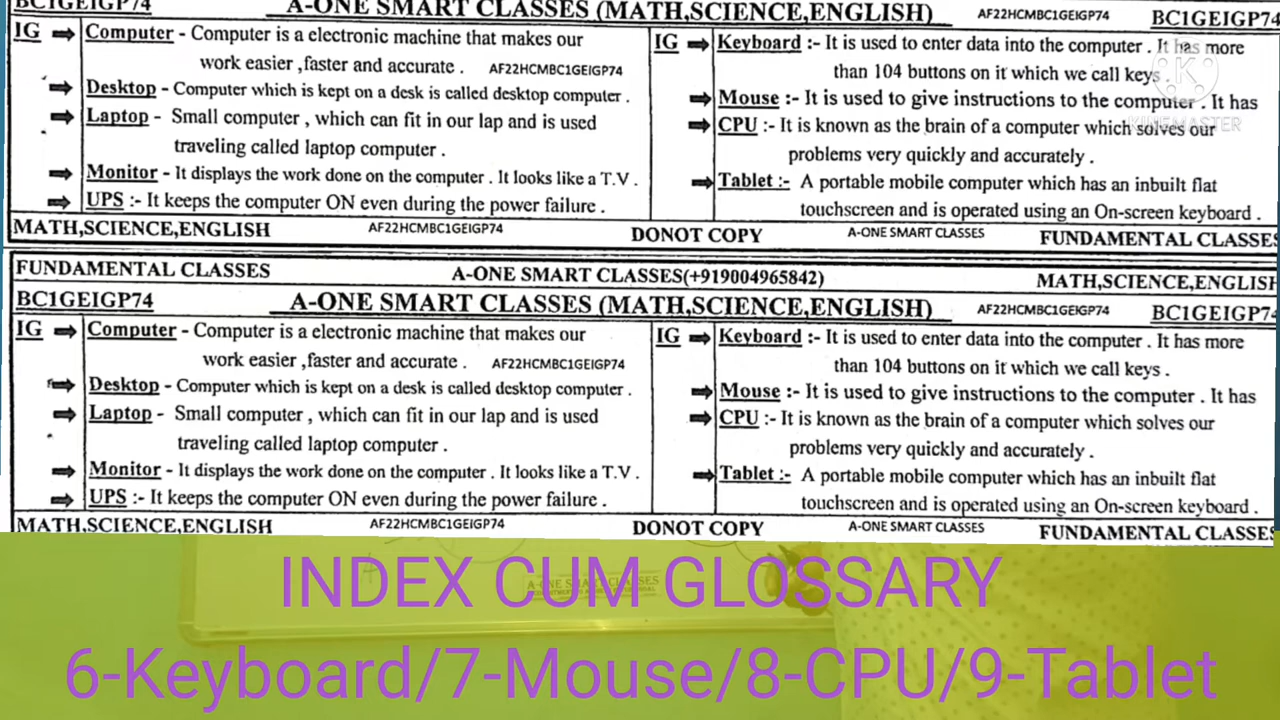 BC1GEIGP74 A-ONE SMART CLASSES (MATH,SCIENCE,ENGLISH) AF22HCMBC1GEIGP74 BC1GEIGP74
IG ⇒ Computer - Computer is a electronic machine that makes our
work easier ,faster and accurate . AF22HCMBC1GEIGP74
⇒ Desktop - Computer which is kept on a desk is called desktop computer .
⇒ Laptop - Small computer , which can fit in our lap and is used
traveling called laptop computer .
⇒ Monitor - It displays the work done on the computer . It looks like a T.V .
⇒ UPS :- It keeps the computer ON even during the power failure .
IG ⇒ Keyboard :- It is used to enter data into the computer . It has more
than 104 buttons on it which we call keys .
⇒ Mouse :- It is used to give instructions to the computer . It has
⇒ CPU :- It is known as the brain of a computer which solves our
problems very quickly and accurately .
⇒ Tablet :- A portable mobile computer which has an inbuilt flat
touchscreen and is operated using an On-screen keyboard .
K
KINEMASTER
MATH,SCIENCE,ENGLISH AF22HCMBC1GEIGP74 DONOT COPY A-ONE SMART CLASSES FUNDAMENTAL CLASSES
FUNDAMENTAL CLASSES A-ONE SMART CLASSES(+919004965842) MATH,SCIENCE,ENGLISH
BC1GEIGP74 A-ONE SMART CLASSES (MATH,SCIENCE,ENGLISH) AF22HCMBC1GEIGP74 BC1GEIGP74
IG ⇒ Computer - Computer is a electronic machine that makes our
work easier ,faster and accurate . AF22HCMBC1GEIGP74
⇒ Desktop - Computer which is kept on a desk is called desktop computer .
⇒ Laptop - Small computer , which can fit in our lap and is used
traveling called laptop computer .
⇒ Monitor - It displays the work done on the computer . It looks like a T.V .
⇒ UPS :- It keeps the computer ON even during the power failure .
IG ⇒ Keyboard :- It is used to enter data into the computer . It has more
than 104 buttons on it which we call keys .
⇒ Mouse :- It is used to give instructions to the computer . It has
⇒ CPU :- It is known as the brain of a computer which solves our
problems very quickly and accurately .
⇒ Tablet :- A portable mobile computer which has an inbuilt flat
touchscreen and is operated using an On-screen keyboard .
MATH,SCIENCE,ENGLISH AF22HCMBC1GEIGP74 DONOT COPY A-ONE SMART CLASSES FUNDAMENTAL CLASSES
A-ONE SMART CLASSES
INDEX CUM GLOSSARY
6-Keyboard/7-Mouse/8-CPU/9-Tablet